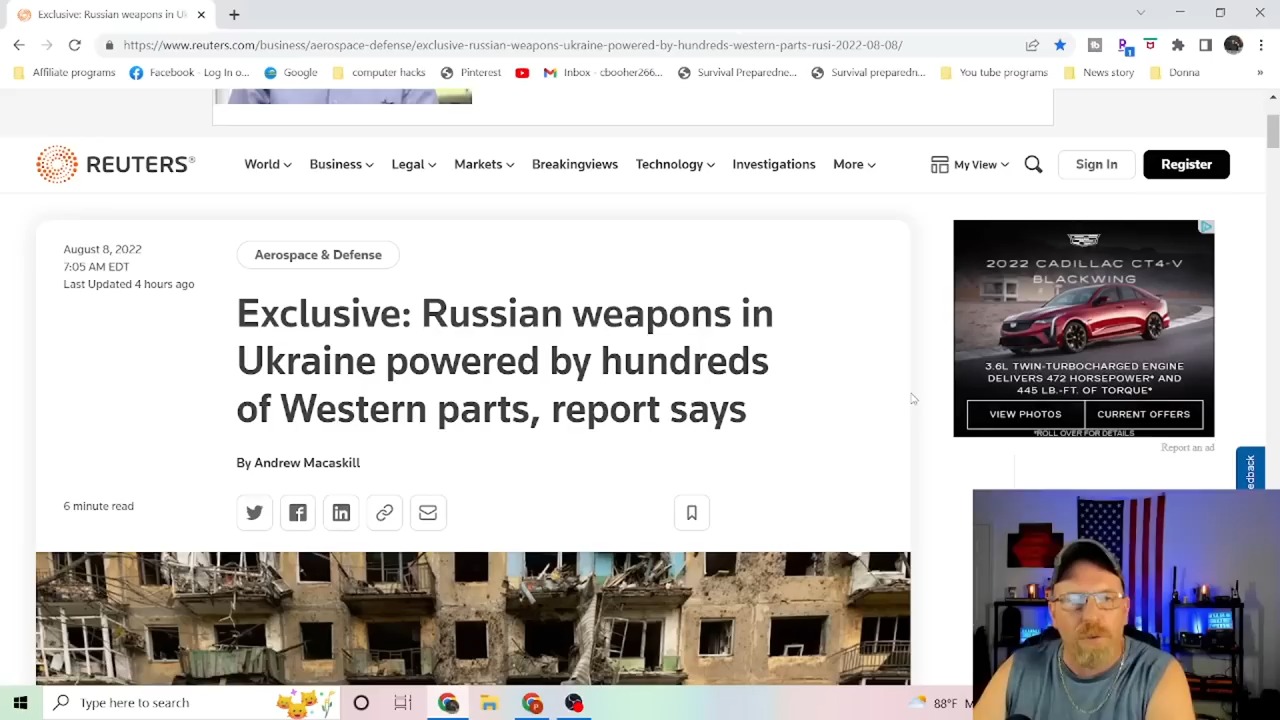 Exclusive: Russian weapons in Uk
https://www.reuters.com/business/aerospace-defense/exclusive-russian-weapons-ukraine-powered-by-hundreds-western-parts-rusi-2022-08-08/
Affiliate programs
Facebook - Log In o...
Google
computer hacks
Pinterest
Inbox - cbooher266...
Survival Preparedne...
Survival preparedn...
You tube programs
News story
Donna
REUTERS®
World
Business
Legal
Markets
Breakingviews
Technology
Investigations
More
My View
Sign In
Register
August 8, 2022
7:05 AM EDT
Last Updated 4 hours ago
Aerospace & Defense
Exclusive: Russian weapons in
Ukraine powered by hundreds
of Western parts, report says
By Andrew Macaskill
6 minute read
2022 CADILLAC CT4-V
BLACKWING
3.6L TWIN-TURBOCHARGED ENGINE
DELIVERS 472 HORSEPOWER* AND
445 LB.-FT. OF TORQUE*
VIEW PHOTOS
CURRENT OFFERS
*ROLL OVER FOR DETAILS
Report an ad
edback
Type here to search
88°F M